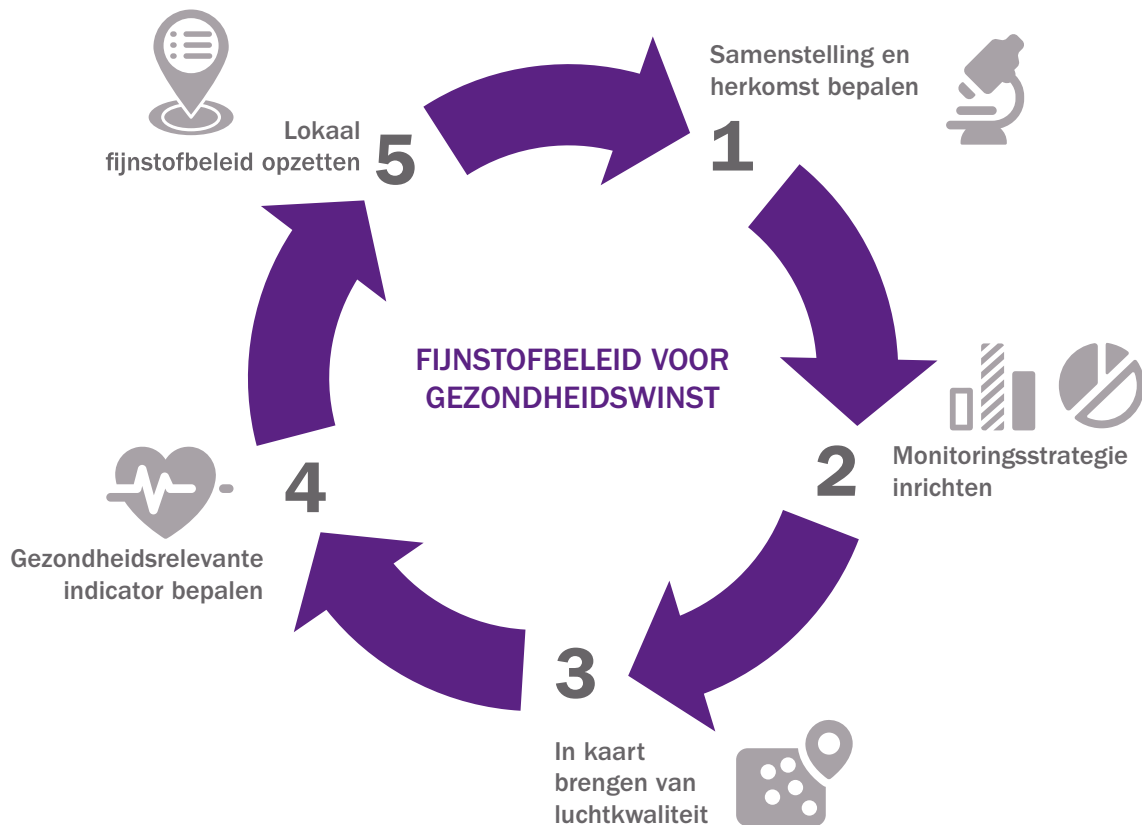 Samenstelling en
herkomst bepalen
1
Lokaal
fijnstofbeleid opzetten
5
FIJNSTOFBELEID VOOR
GEZONDHEIDSWINST
2
Monitoringsstrategie
inrichten
4
Gezondheidsrelevante
indicator bepalen
3
In kaart
brengen van
luchtkwaliteit